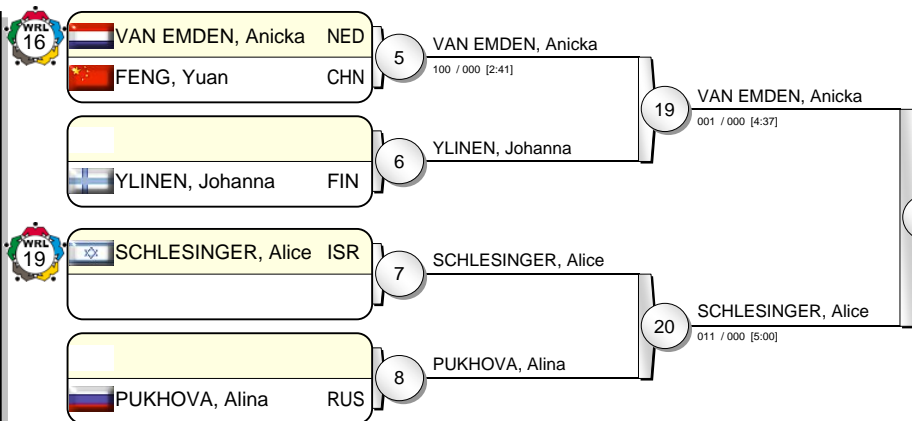 WRL
16
VAN EMDEN, Anicka NED
FENG, Yuan CHN
5
VAN EMDEN, Anicka
100 / 000 [2:41]
19
VAN EMDEN, Anicka
001 / 000 [4:37]
6
YLINEN, Johanna
YLINEN, Johanna FIN
WRL
19
SCHLESINGER, Alice ISR
7
SCHLESINGER, Alice
20
SCHLESINGER, Alice
011 / 000 [5:00]
8
PUKHOVA, Alina
PUKHOVA, Alina RUS